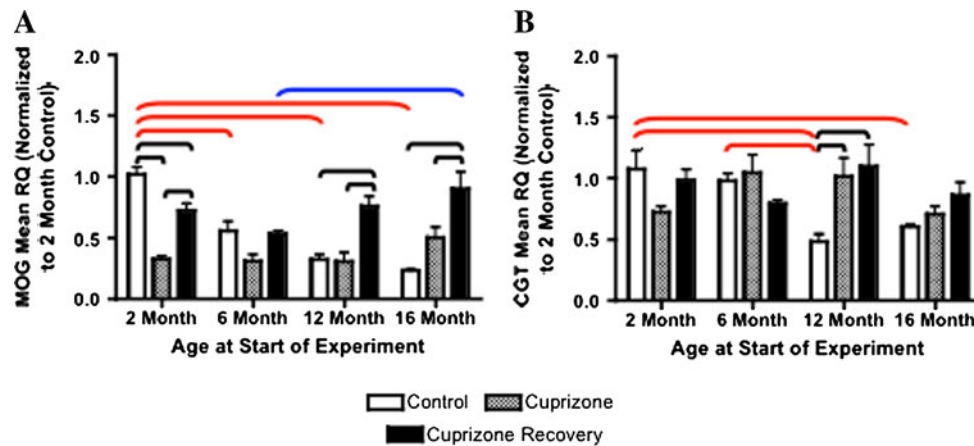 A
MOG Mean RQ (Normalized
to 2 Month Control)
2.0
1.5
1.0
0.5
0.0
2 Month 6 Month 12 Month 16 Month
Age at Start of Experiment
B
CGT Mean RQ (Normalized
to 2 Month Control)
2.0
1.5
1.0
0.5
0.0
2 Month 6 Month 12 Month 16 Month
Age at Start of Experiment
Control Cuprizone
Cuprizone Recovery